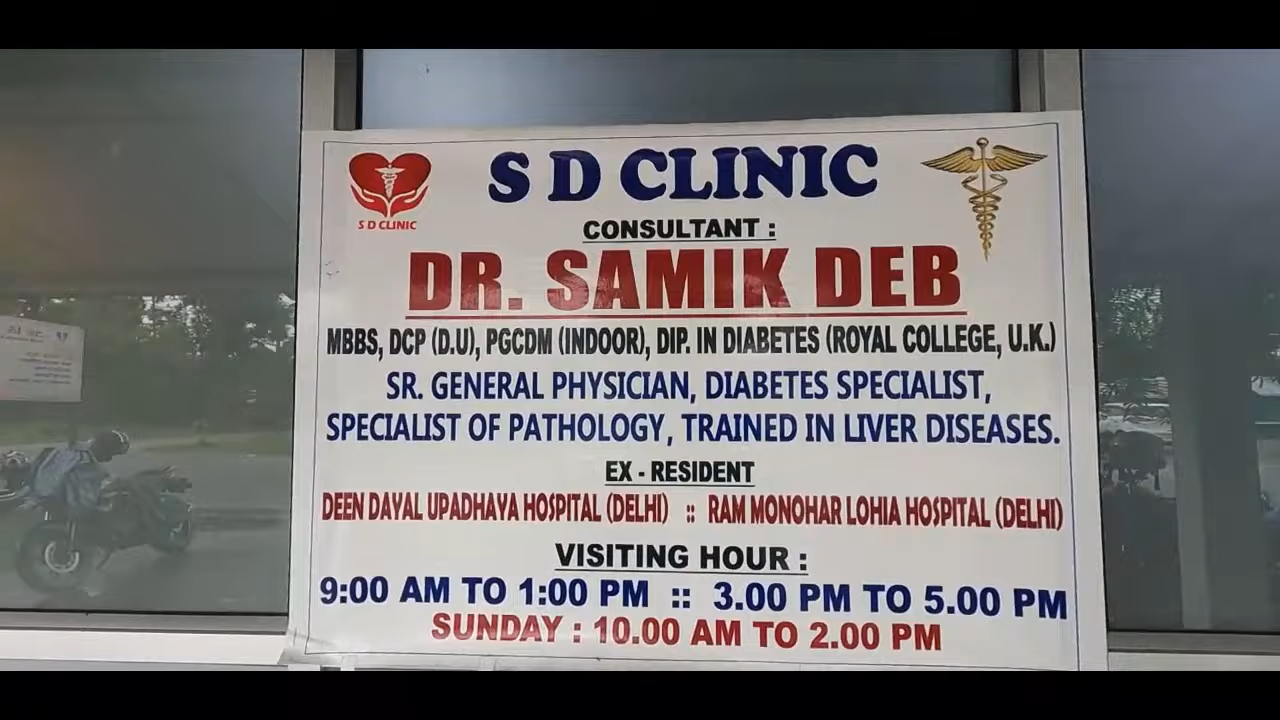 S D CLINIC
S D CLINIC
CONSULTANT :
DR. SAMIK DEB
MBBS, DCP (D.U), PGCDM (INDOOR), DIP. IN DIABETES (ROYAL COLLEGE, U.K.)
SR. GENERAL PHYSICIAN, DIABETES SPECIALIST,
SPECIALIST OF PATHOLOGY, TRAINED IN LIVER DISEASES.
EX - RESIDENT
DEEN DAYAL UPADHAYA HOSPITAL (DELHI) :: RAM MONOHAR LOHIA HOSPITAL (DELHI)
VISITING HOUR :
9:00 AM TO 1:00 PM :: 3.00 PM TO 5.00 PM
SUNDAY : 10.00 AM TO 2.00 PM